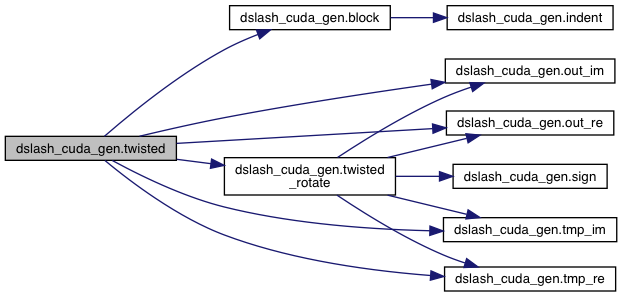 dslash_cuda_gen.block
dslash_cuda_gen.indent
dslash_cuda_gen.out_im
dslash_cuda_gen.out_re
dslash_cuda_gen.twisted
dslash_cuda_gen.twisted
_rotate
dslash_cuda_gen.sign
dslash_cuda_gen.tmp_im
dslash_cuda_gen.tmp_re